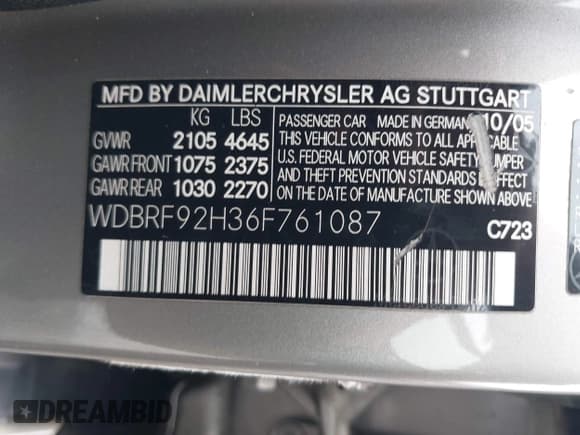 MFD BY DAIMLERCHRYSLER AG STUTTGART
KG LBS
GVWR 2105 4645
GAWR FRONT 1075 2375
GAWR REAR 1030 2270
PASSENGER CAR MADE IN GERMANY 10/05
THIS VEHICLE CONFORMS TO ALL APPLICABLE
U.S. FEDERAL MOTOR VEHICLE SAFETY, BUMPER
AND THEFT PREVENTION STANDARDS IN EFFECT
ON THE DATE OF MANUFACTURE SHOWN ABOVE
WDBRF92H36F761087
C723
DREAMBID